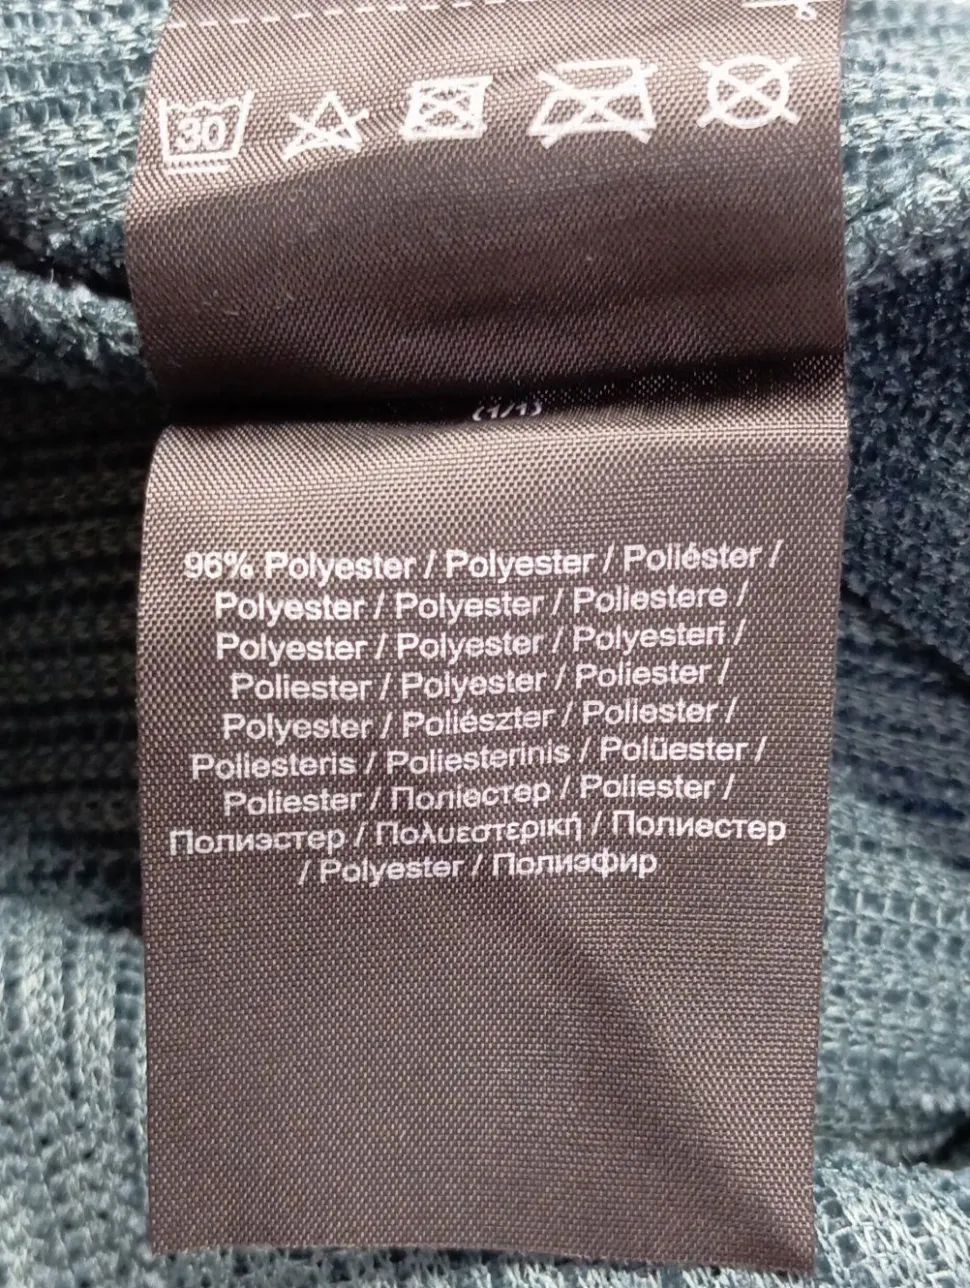 30
(1/1)
96% Polyester / Polyester / Poliéster /
Polyester / Polyester / Poliestere /
Polyester / Polyester / Polyesteri /
Poliester / Polyester / Poliester /
Polyester / Poliészter / Poliester /
Poliesteris / Poliesterinis / Polüester /
Poliester / Поліестер / Poliester /
Полиэстер / Πολυεστερική / Полиестер
/ Polyester / Полиэфир